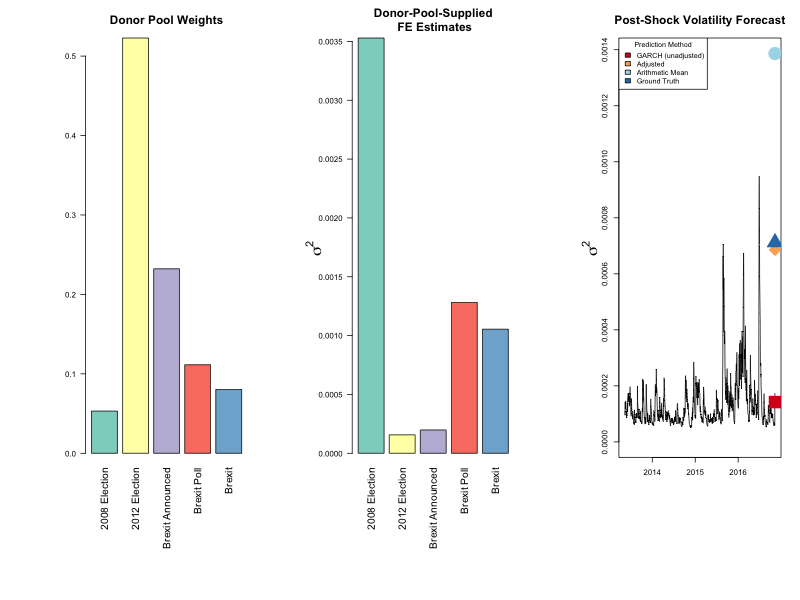 Donor Pool Weights
0.5
0.4
0.3
0.2
0.1
0.0
2008 Election
2012 Election
Brexit Announced
Brexit Poll
Brexit
Donor-Pool-Supplied
FE Estimates
σ²
0.0035
0.0030
0.0025
0.0020
0.0015
0.0010
0.0005
0.0000
2008 Election
2012 Election
Brexit Announced
Brexit Poll
Brexit
Post-Shock Volatility Forecast
σ²
0.0014
0.0012
0.0010
0.0008
0.0006
0.0004
0.0002
0.0000
Prediction Method
GARCH (unadjusted)
Adjusted
Arithmetic Mean
Ground Truth
2014 2015 2016